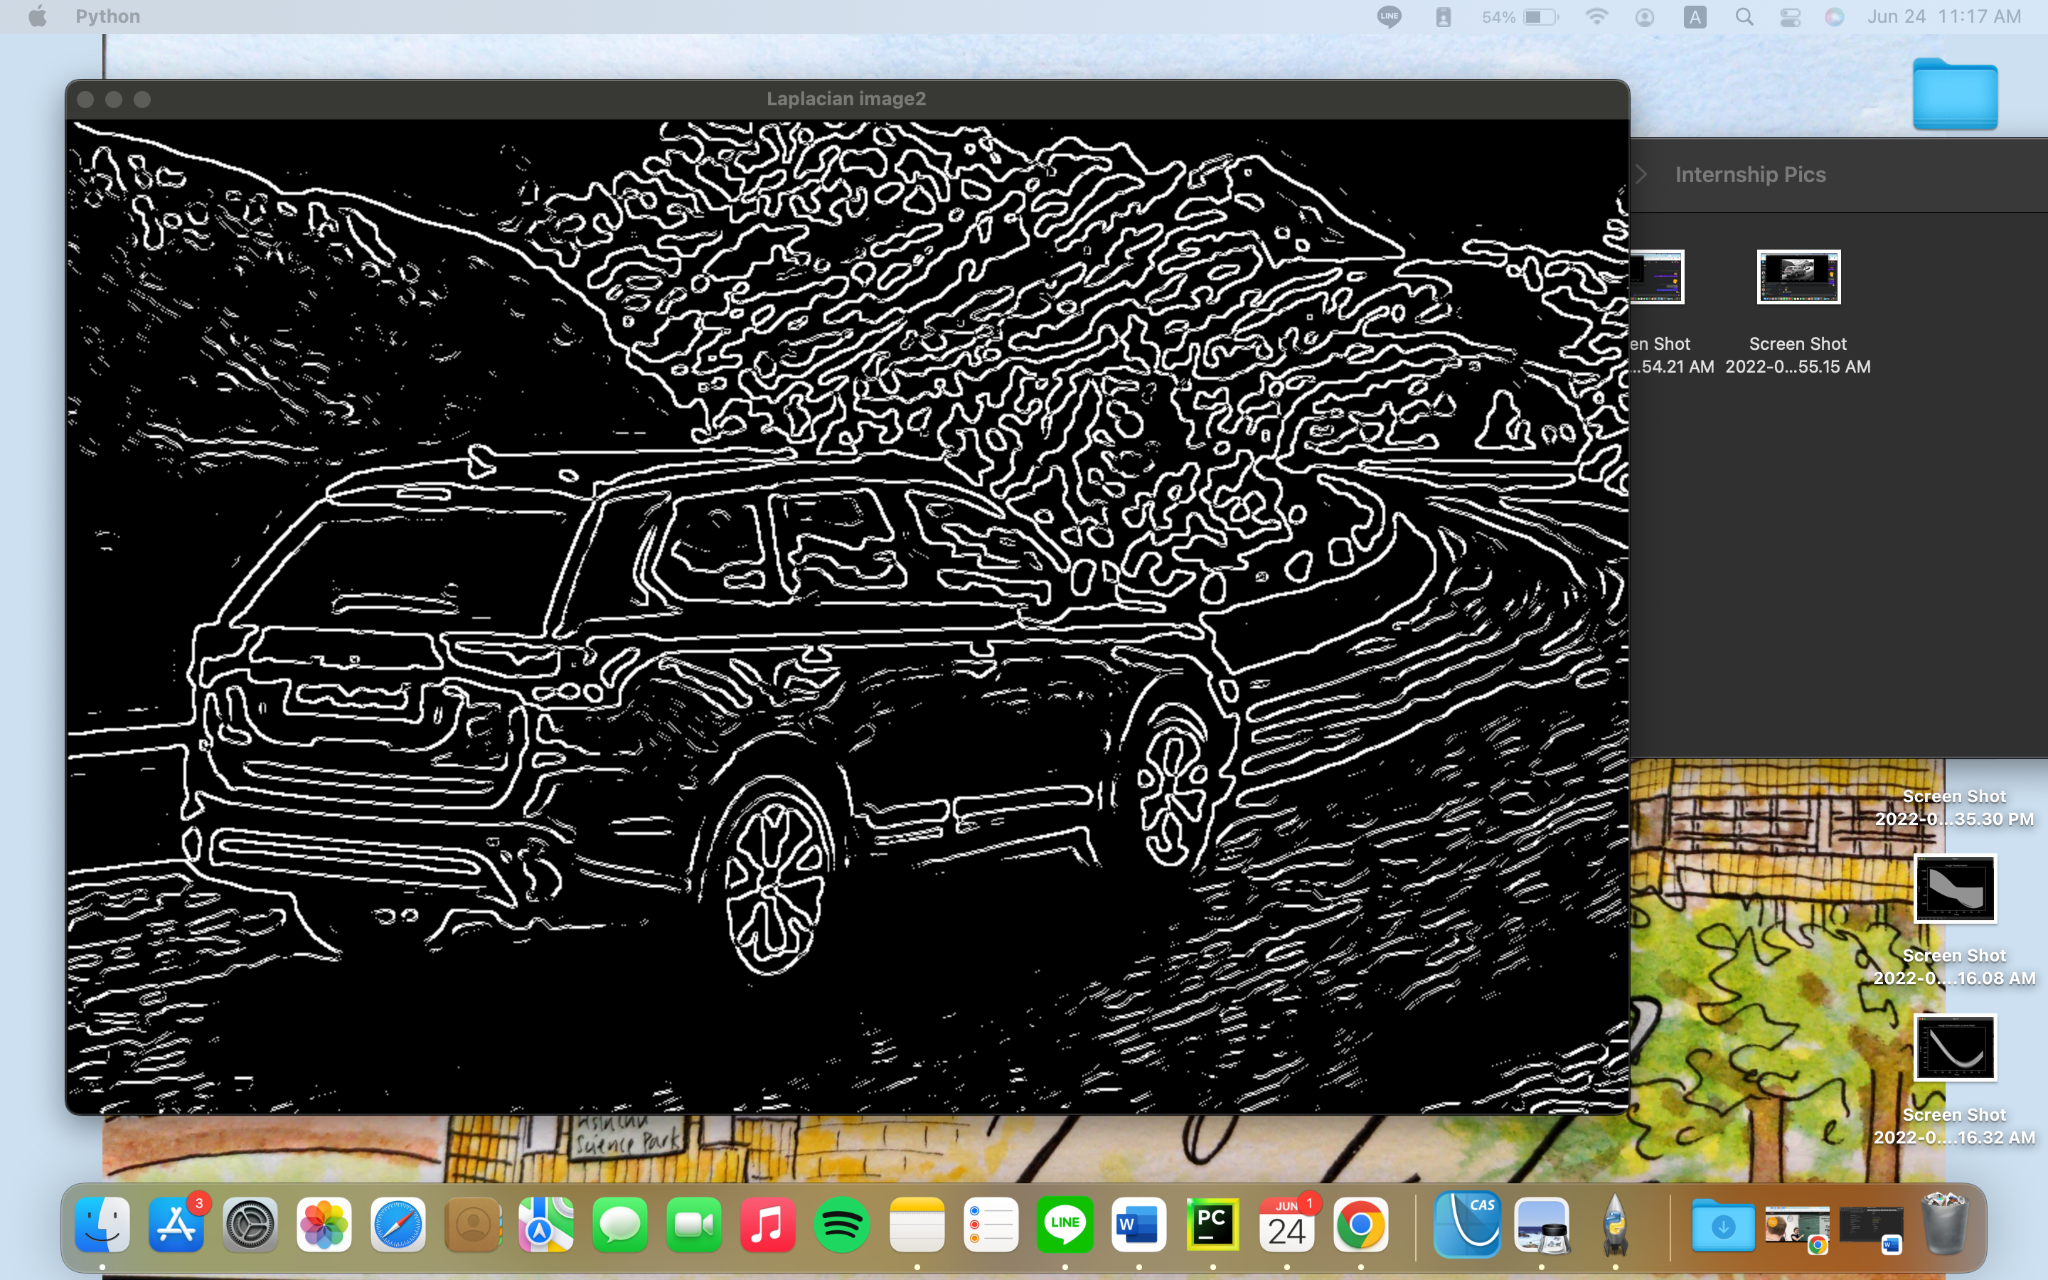 Python
LINE
54%
A
Jun 24 11:17 AM
Laplacian image2
Internship Pics
en Shot
...54.21 AM
Screen Shot
2022-0...55.15 AM
Screen Shot
2022-0...35.30 PM
Screen Shot
2022-0....16.08 AM
Screen Shot
2022-0....16.32 AM
Science Park
3
LINE
W
PC
JUN
1
24
CAS
W